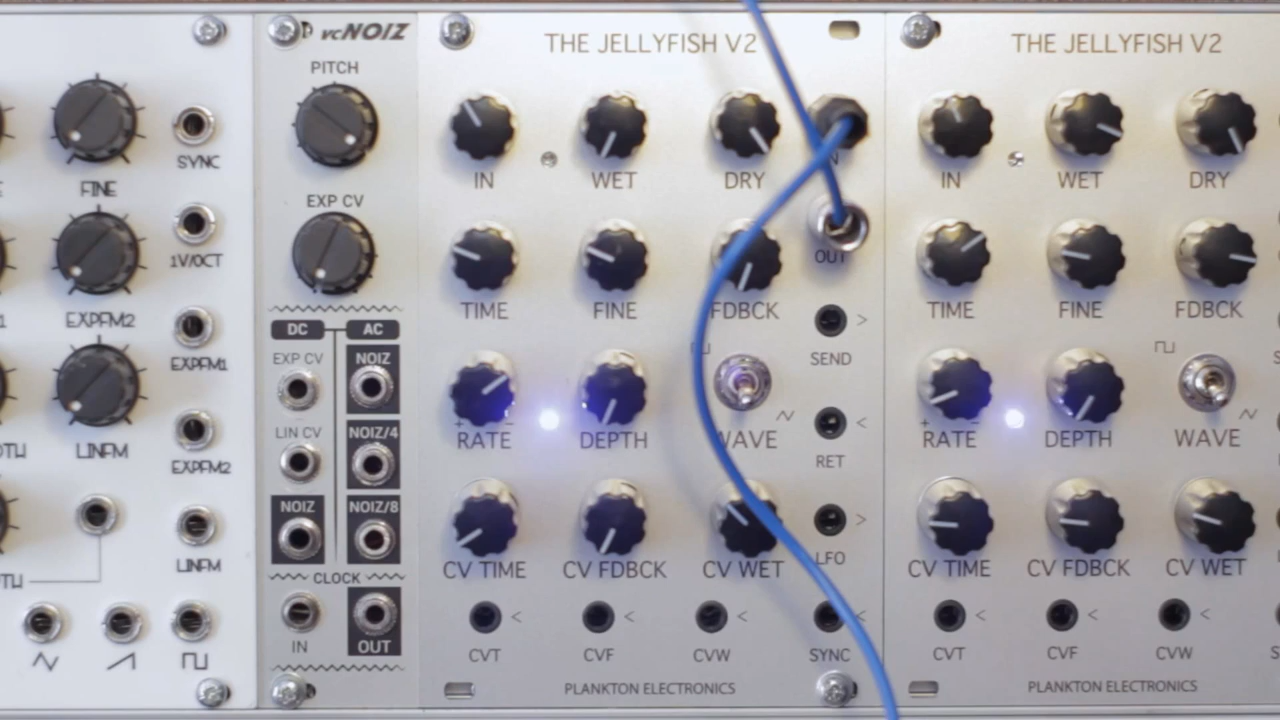 FINE
SYNC
1V/OCT
EXPFM2
EXPFM1
LINFM
EXPFM2
LINFM
vcNOIZ
PITCH
EXP CV
DC
AC
EXP CV
NOIZ
LIN CV
NOIZ/4
NOIZ
NOIZ/8
CLOCK
IN
OUT
THE JELLYFISH V2
IN WET DRY
OUT
TIME FINE FDBCK
SEND
RATE DEPTH WAVE
RET
CV TIME CV FDBCK CV WET
LFO
CVT CVF CVW SYNC
PLANKTON ELECTRONICS
THE JELLYFISH V2
IN WET DRY
TIME FINE FDBCK
RATE DEPTH WAVE
CV TIME CV FDBCK CV WET
CVT CVF CVW
PLANKTON ELECTRONICS